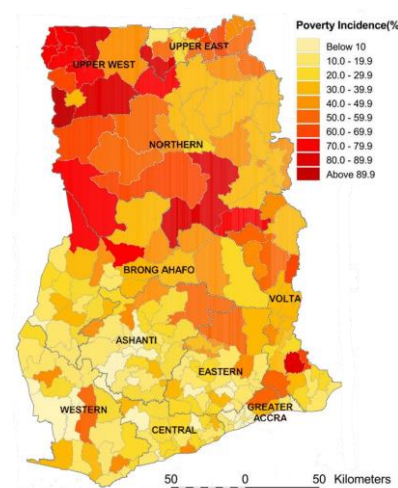 Poverty Incidence(%
Below 10
10.0 - 19.9
20.0 - 29.9
30.0 - 39.9
40.0 - 49.9
50.0 - 59.9
60.0 - 69.9
70.0 - 79.9
80.0 - 89.9
Above 89.9
UPPER EAST
UPPER WEST
NORTHERN
BRONG AHAFO
VOLTA
ASHANTI
EASTERN
WESTERN
GREATER
ACCRA
CENTRAL
50 0 50 Kilometers